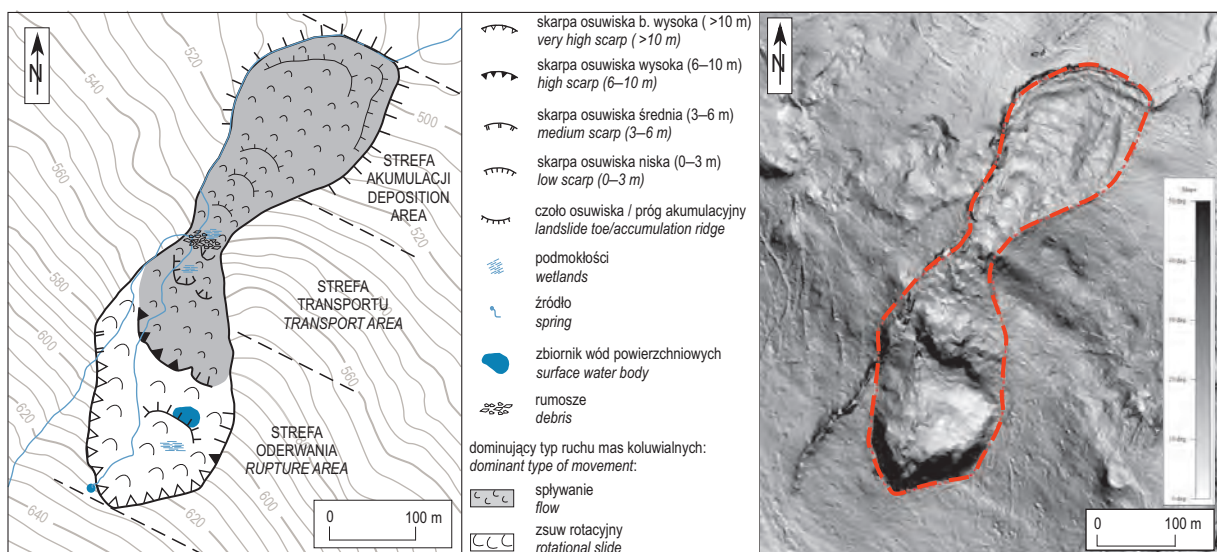 N
540
560
580
600
620
640
620
600
560
520
500
STREFA
AKUMULACJI
DEPOSITION
AREA
520
540
STREFA
TRANSPORTU
TRANSPORT AREA
560
STREFA
ODERWANIA
RUPTURE AREA
0 100 m
skarpa osuwiska b. wysoka ( >10 m)
very high scarp ( >10 m)
skarpa osuwiska wysoka (6–10 m)
high scarp (6–10 m)
skarpa osuwiska średnia (3–6 m)
medium scarp (3–6 m)
skarpa osuwiska niska (0–3 m)
low scarp (0–3 m)
czoło osuwiska / próg akumulacyjny
landslide toe/accumulation ridge
podmokłości
wetlands
źródło
spring
zbiornik wód powierzchniowych
surface water body
rumosze
debris
dominujący typ ruchu mas koluwialnych:
dominant type of movement:
spływanie
flow
zsuw rotacyjny
rotational slide
N
0 100 m